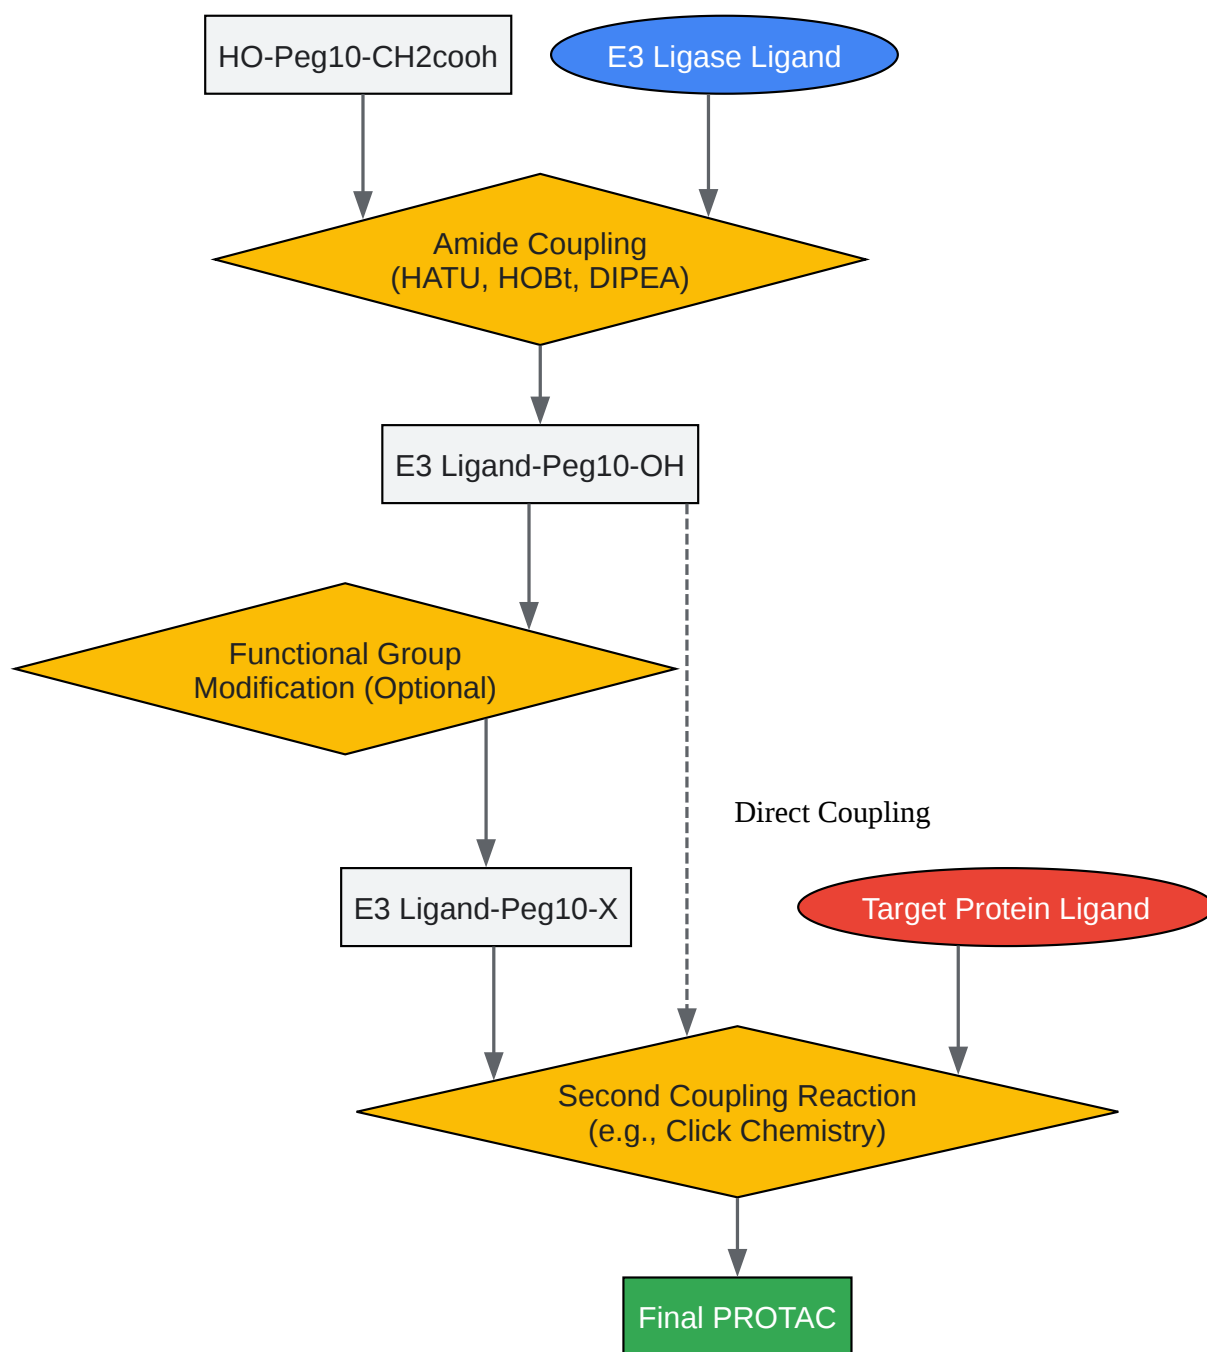 HO-Peg10-CH2cooh
E3 Ligase Ligand
Amide Coupling
(HATU, HOBt, DIPEA)
E3 Ligand-Peg10-OH
Functional Group
Modification (Optional)
Direct Coupling
E3 Ligand-Peg10-X
Target Protein Ligand
Second Coupling Reaction
(e.g., Click Chemistry)
Final PROTAC